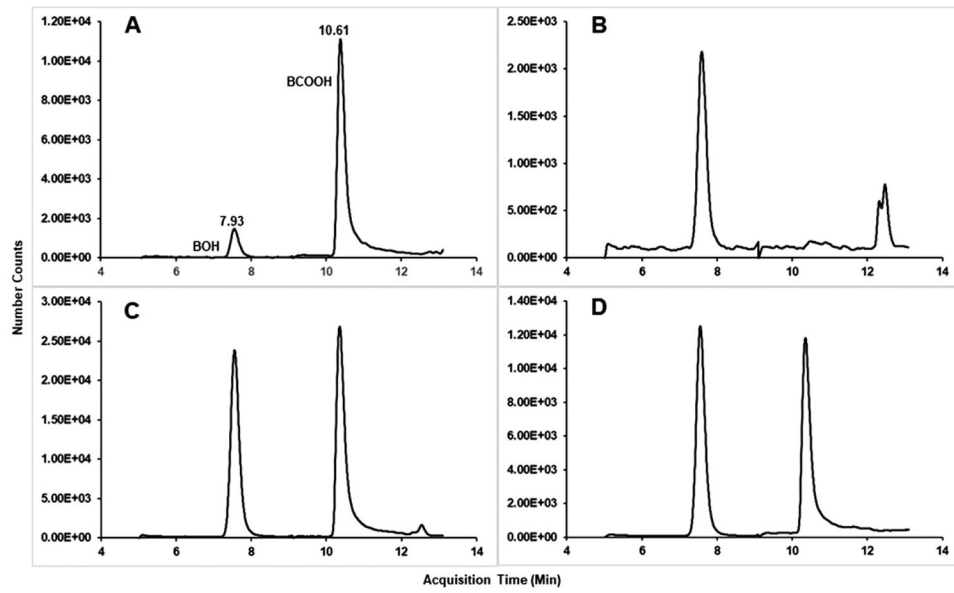 A
1.20E+04
1.00E+04
8.00E+03
6.00E+03
4.00E+03
2.00E+03
0.00E+00
10.61
BCOOH
7.93
BOH
4 6 8 10 12 14
B
2.50E+03
2.00E+03
1.50E+03
1.00E+03
5.00E+02
0.00E+00
4 6 8 10 12 14
Number Counts
C
3.00E+04
2.50E+04
2.00E+04
1.50E+04
1.00E+04
5.00E+03
0.00E+00
4 6 8 10 12 14
D
1.40E+04
1.20E+04
1.00E+04
8.00E+03
6.00E+03
4.00E+03
2.00E+03
0.00E+00
4 6 8 10 12 14
Acquisition Time (Min)